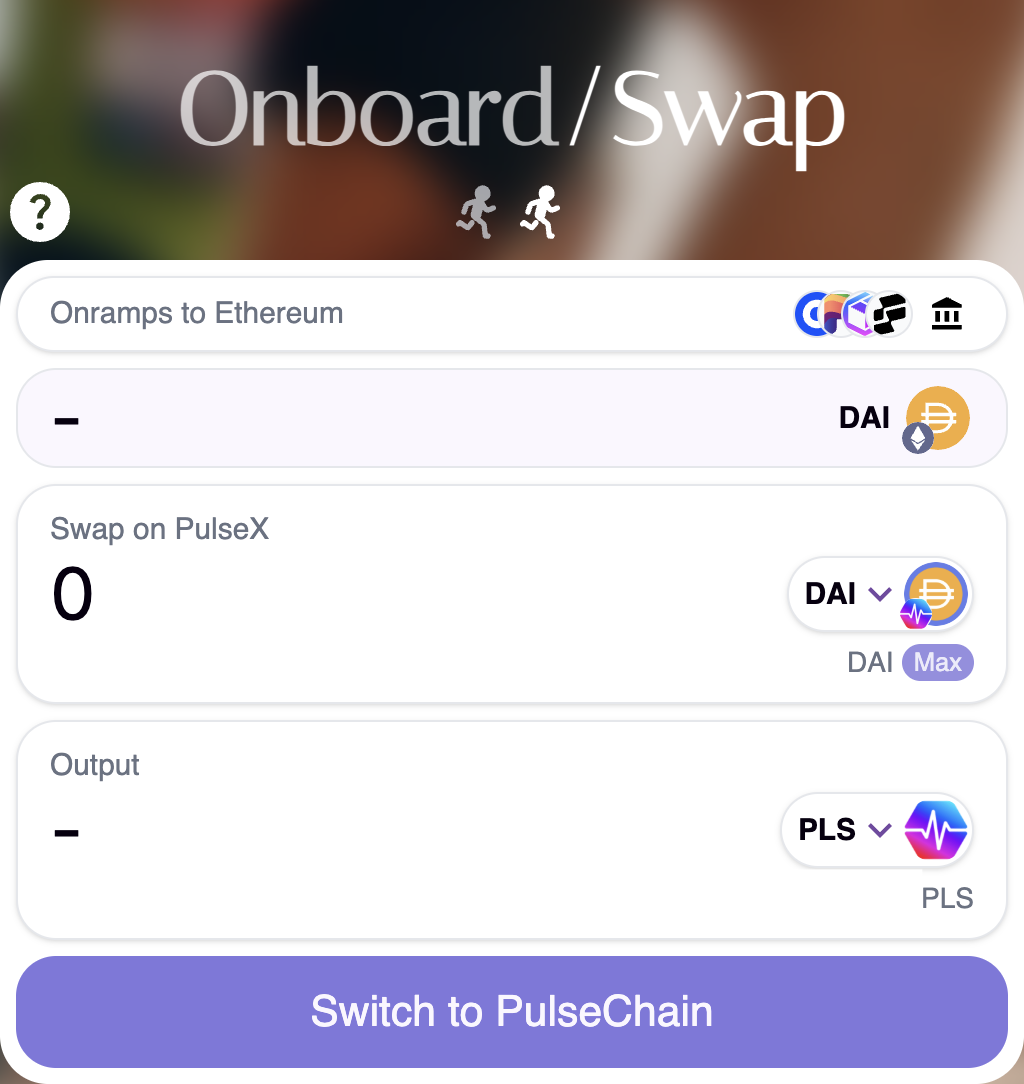 Onboard/Swap
?
Onramps to Ethereum
–
DAI
Swap on PulseX
0
DAI
DAI Max
Output
–
PLS
PLS
Switch to PulseChain